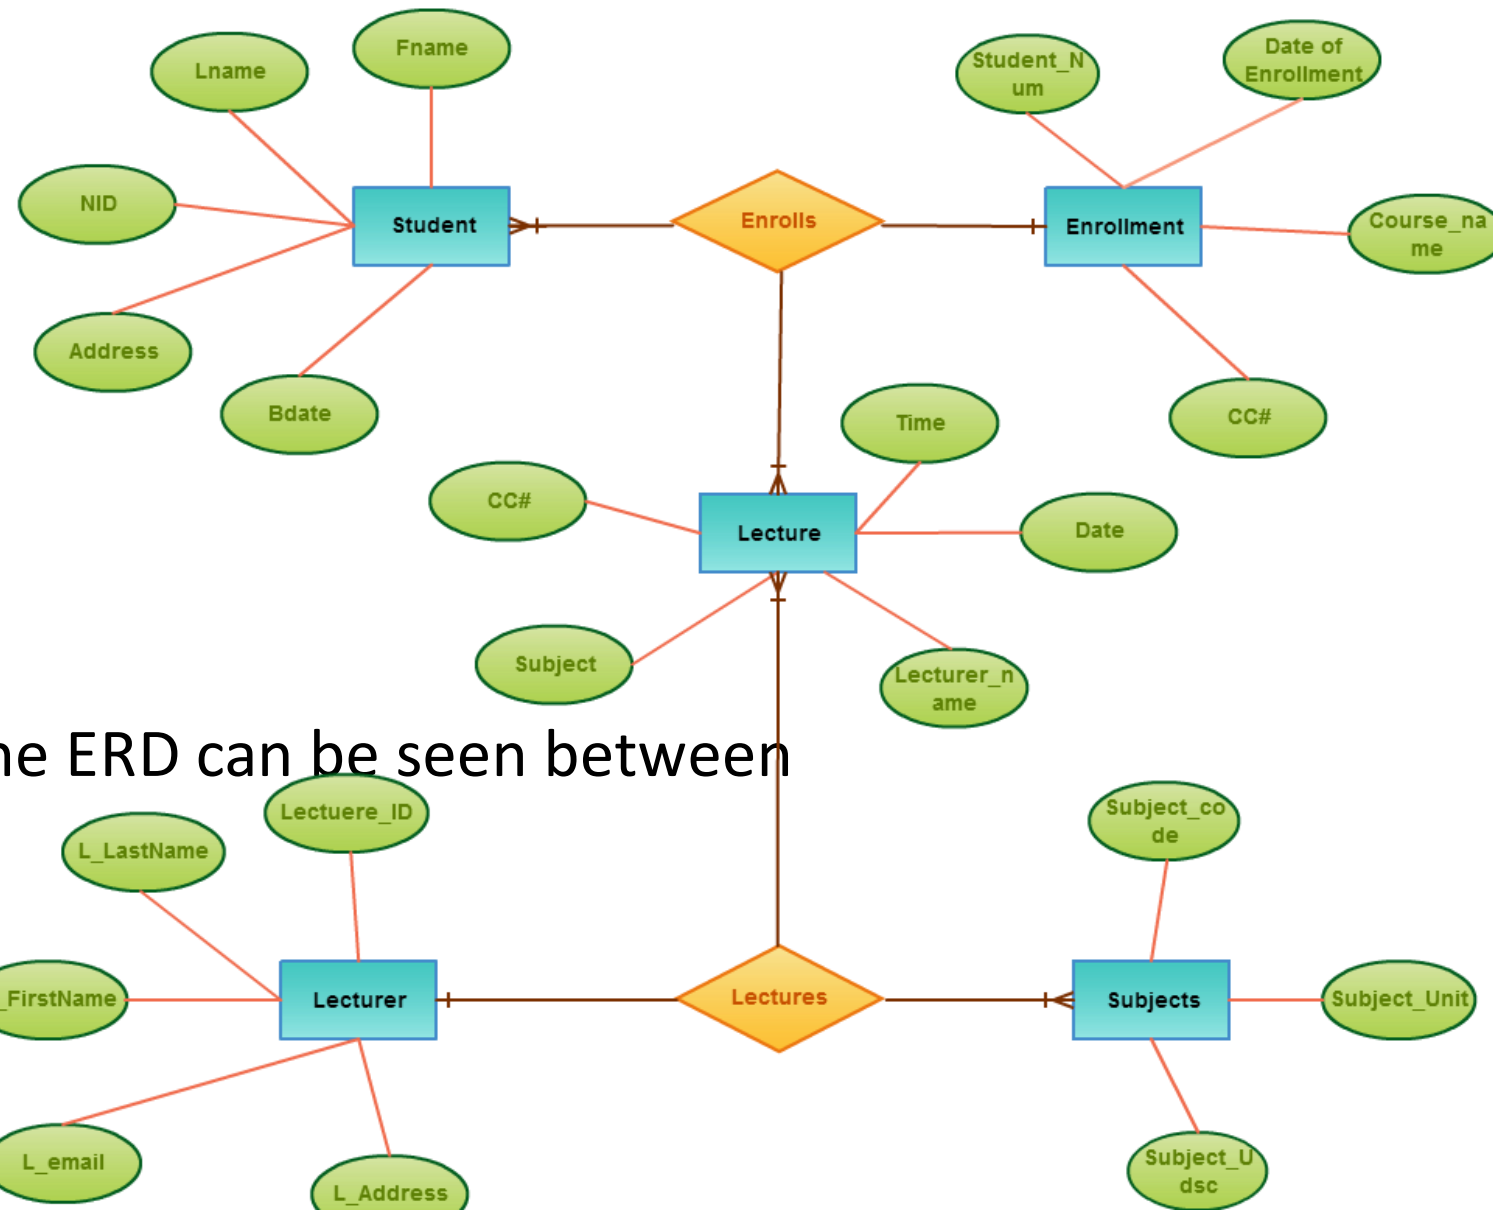 Fname
Lname
Student_N
um
Date of
Enrollment
NID
Student
Enrolls
Enrollment
Course_na
me
Address
Bdate
Time
CC#
CC#
Lecture
Date
Subject
Lecturer_n
ame
he ERD can be seen between
Lectuere_ID
L_LastName
Subject_co
de
_FirstName
Lecturer
Lectures
Subjects
Subject_Unit
L_email
L_Address
Subject_U
dsc